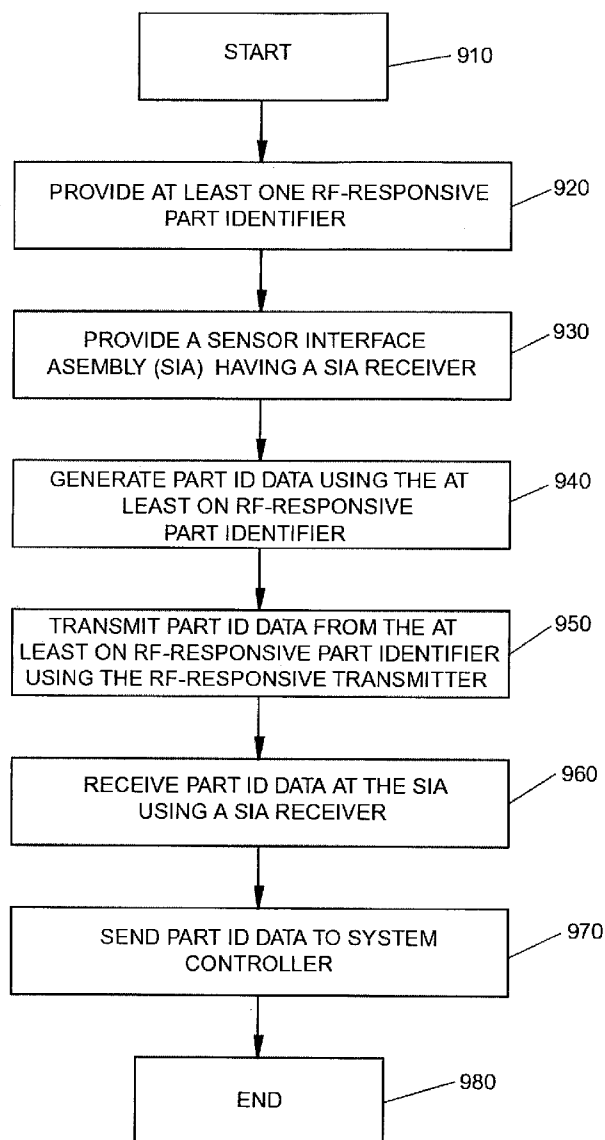 START
910
PROVIDE AT LEAST ONE RF-RESPONSIVE
PART IDENTIFIER
920
PROVIDE A SENSOR INTERFACE
ASEMBLY (SIA) HAVING A SIA RECEIVER
930
GENERATE PART ID DATA USING THE AT
LEAST ON RF-RESPONSIVE
PART IDENTIFIER
940
TRANSMIT PART ID DATA FROM THE AT
LEAST ON RF-RESPONSIVE PART IDENTIFIER
USING THE RF-RESPONSIVE TRANSMITTER
950
RECEIVE PART ID DATA AT THE SIA
USING A SIA RECEIVER
960
SEND PART ID DATA TO SYSTEM
CONTROLLER
970
END
980